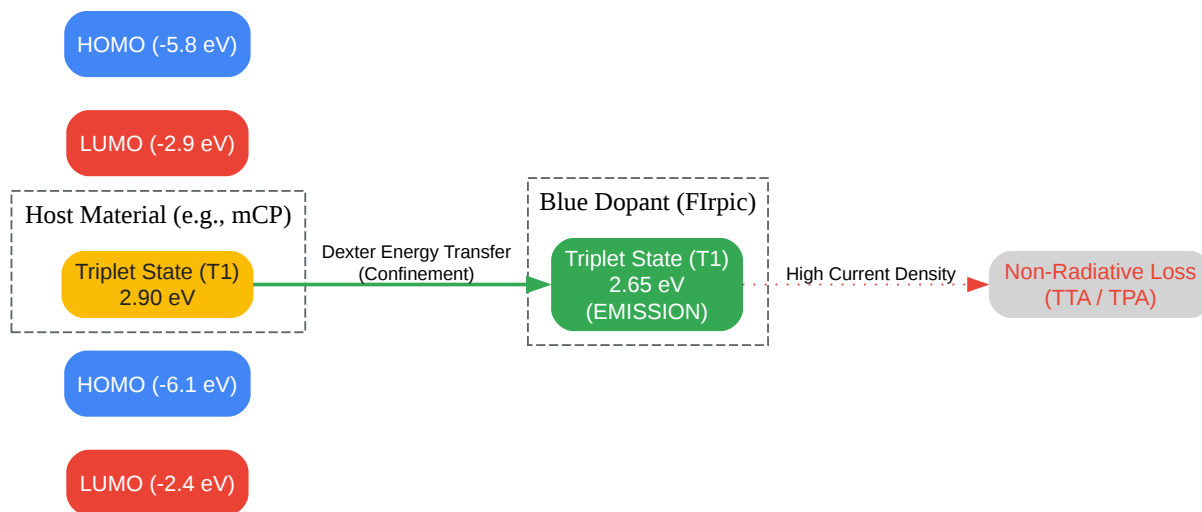 HOMO (-5.8 eV)
LUMO (-2.9 eV)
Host Material (e.g., mCP)
Triplet State (T1)
2.90 eV
HOMO (-6.1 eV)
LUMO (-2.4 eV)
Dexter Energy Transfer
(Confinement)
Blue Dopant (FIrpic)
Triplet State (T1)
2.65 eV
(EMISSION)
High Current Density
Non-Radiative Loss
(TTA / TPA)